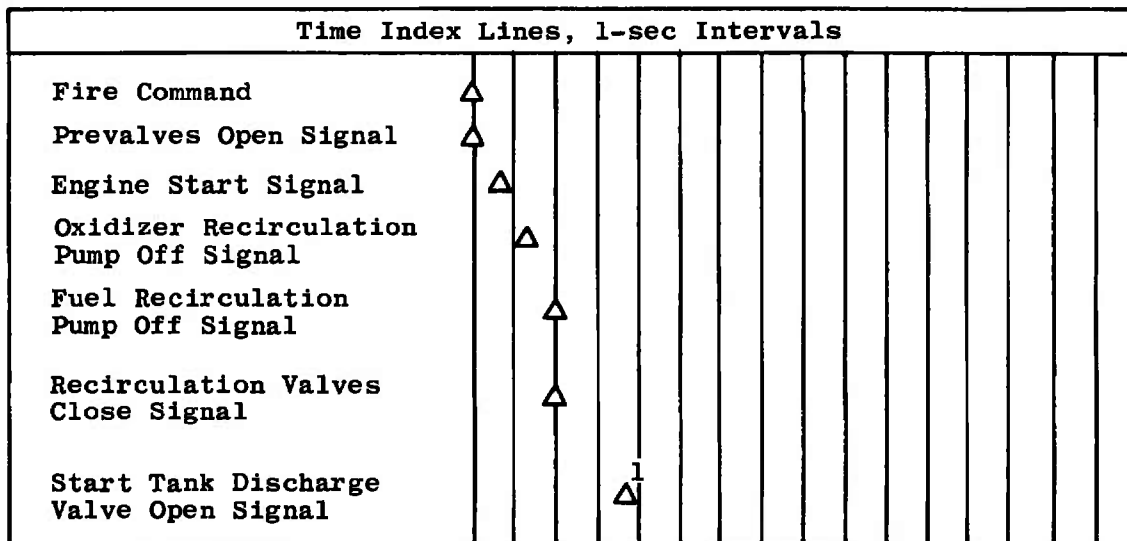 Time Index Lines, 1-sec Intervals
Fire Command
Prevalves Open Signal
Engine Start Signal
Oxidizer Recirculation
Pump Off Signal
Fuel Recirculation
Pump Off Signal
Recirculation Valves
Close Signal
1
Start Tank Discharge
Valve Open Signal